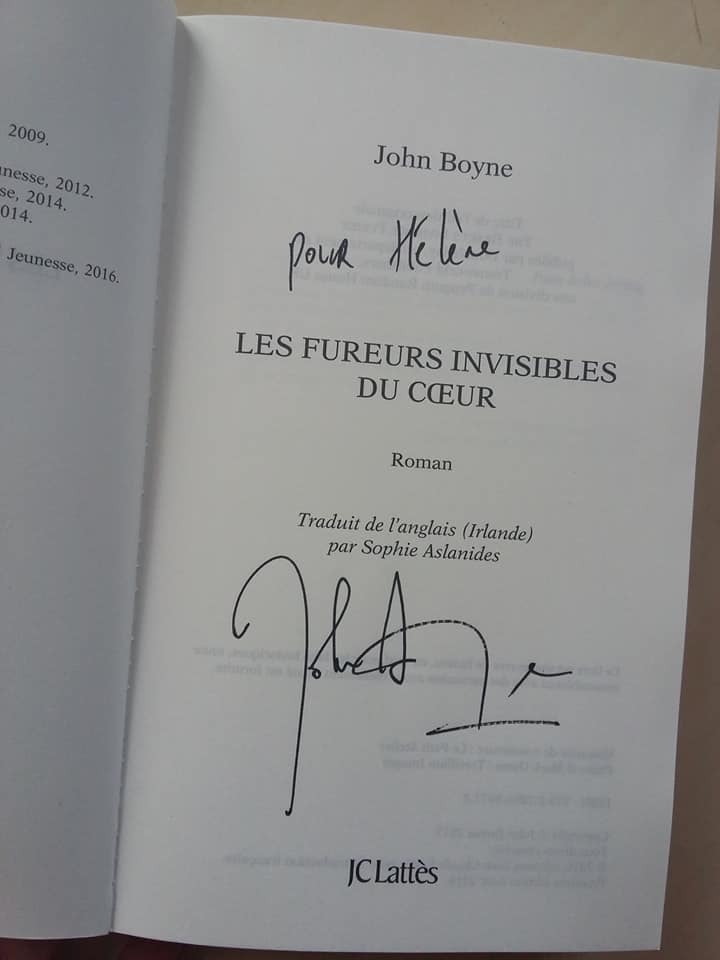 2009.
nesse, 2012.
se, 2014.
014.
Jeunesse, 2016.
John Boyne
pour Hélène
LES FUREURS INVISIBLES
DU CŒUR
Roman
Traduit de l'anglais (Irlande)
par Sophie Aslanides
JC Lattès